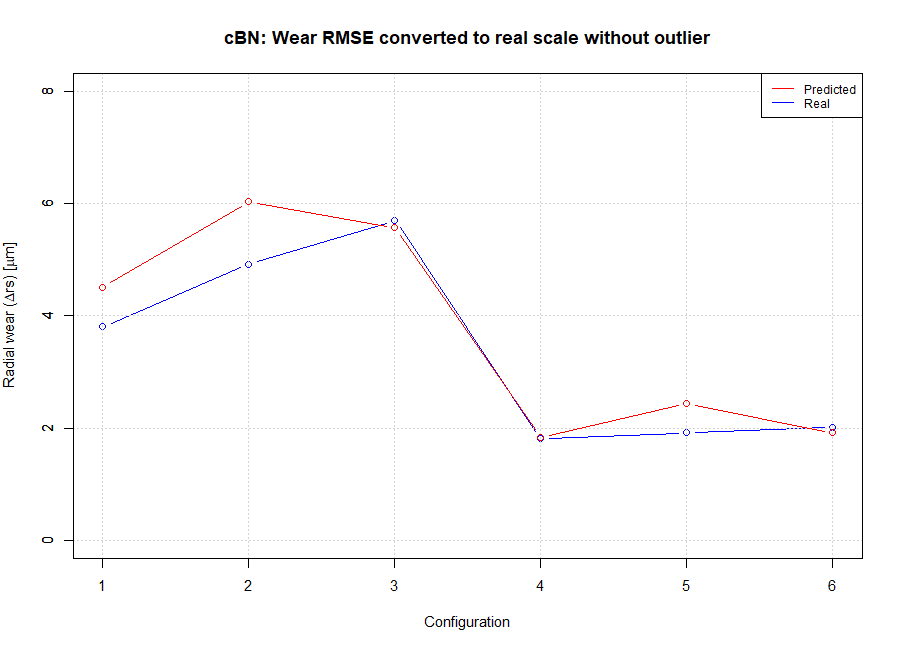 cBN: Wear RMSE converted to real scale without outlier
Predicted
Real
Radial wear (Δrs) [µm]
8
6
4
2
0
1 2 3 4 5 6
Configuration